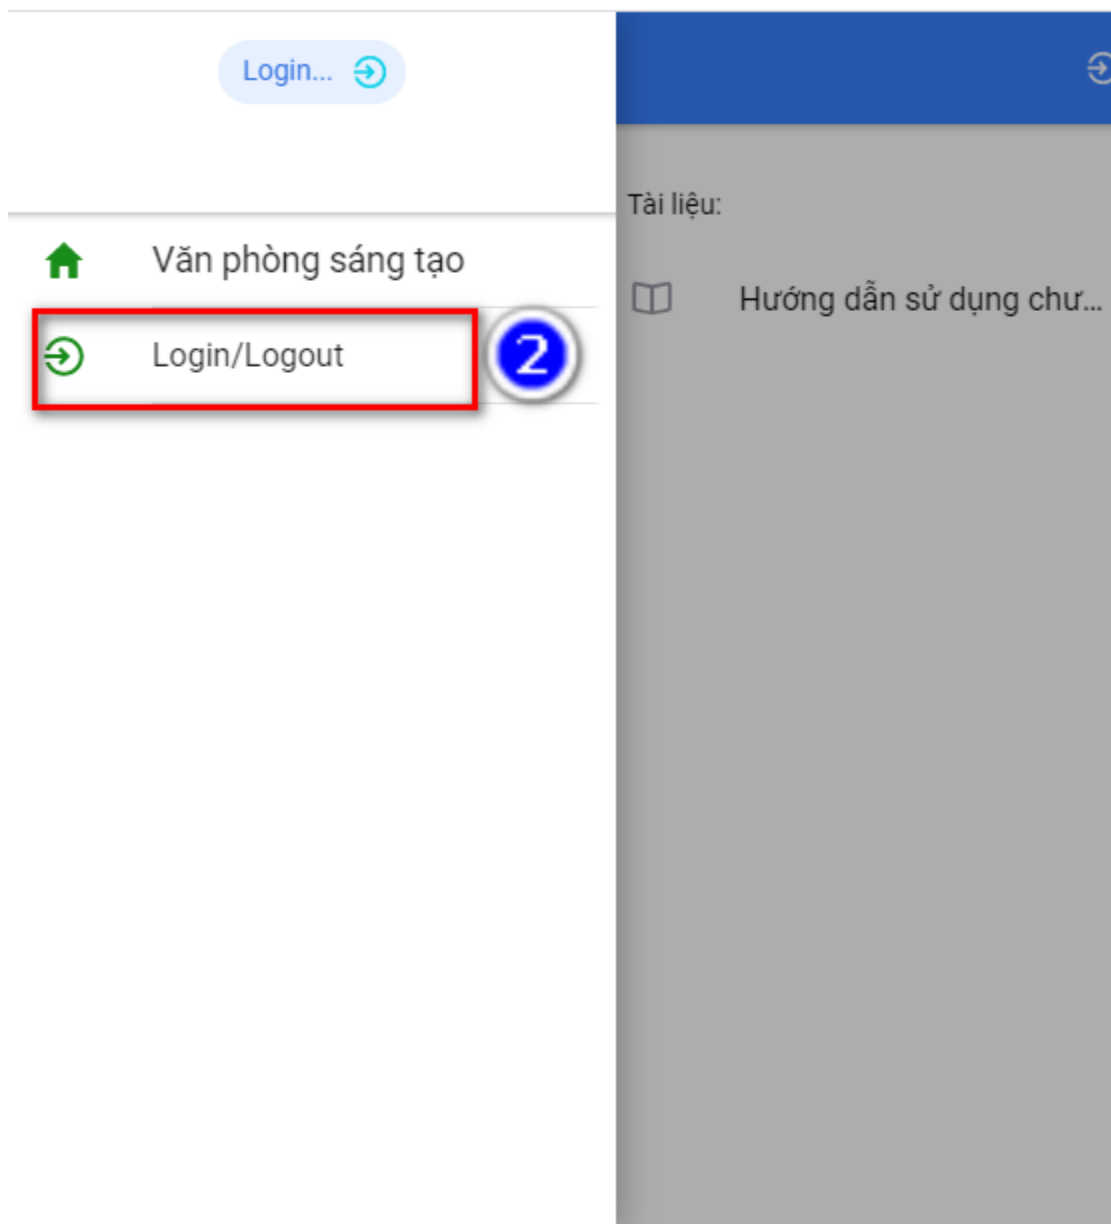 Login...
Văn phòng sáng tạo
Login/Logout
2
Tài liệu:
Hướng dẫn sử dụng chư...